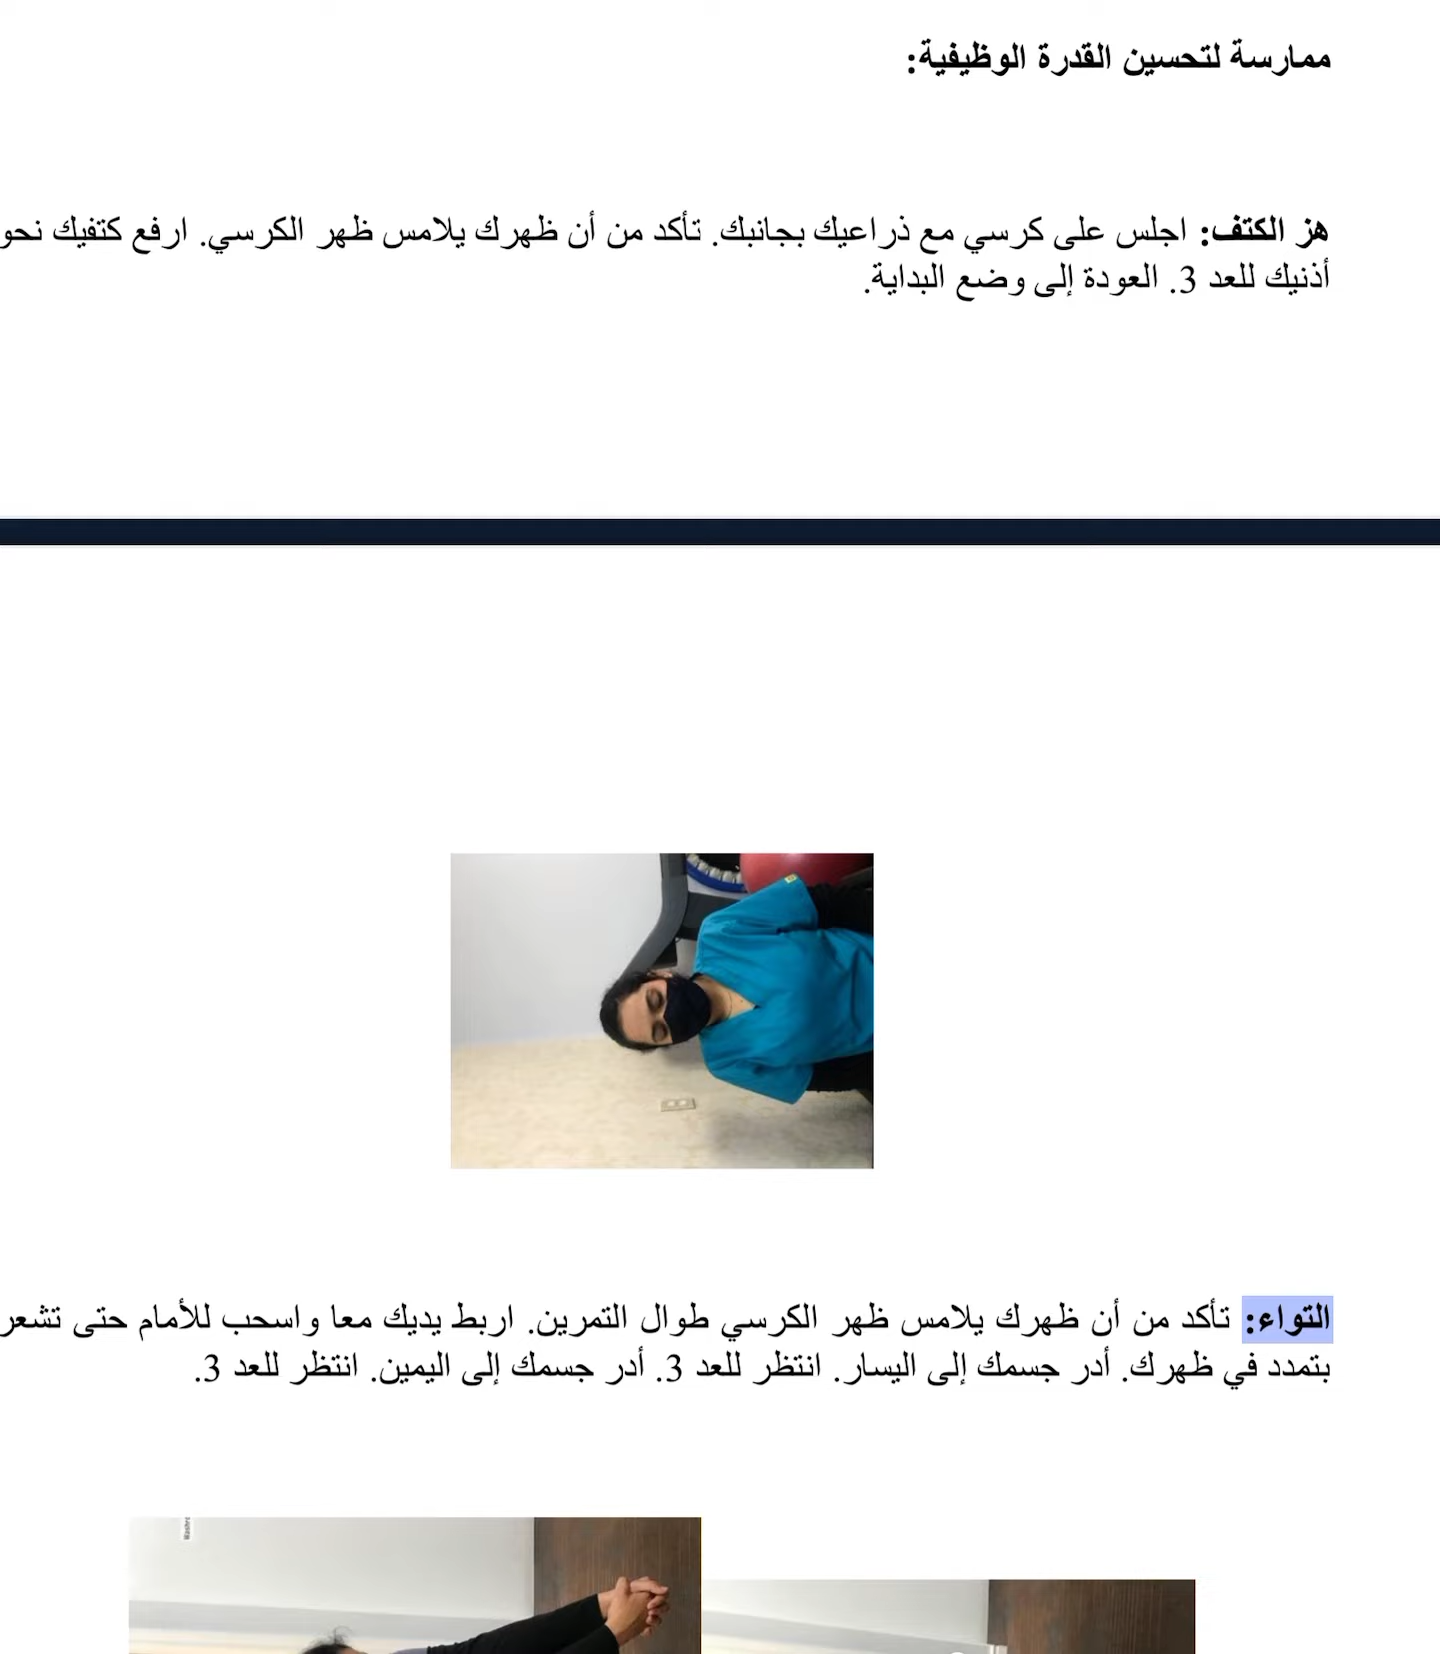 ممارسة لتحسين القدرة الوظيفية:
هز الكتف: اجلس على كرسي مع ذراعيك بجانبك. تأكد من أن ظهرك يلامس ظهر الكرسي. ارفع كتفيك نحو
أذنيك للعد 3. العودة إلى وضع البداية.
التواء: تأكد من أن ظهرك يلامس ظهر الكرسي طوال التمرين. اربط يديك معا واسحب للأمام حتى تشعر
بتمدد في ظهرك. أدر جسمك إلى اليسار. انتظر للعد 3. أدر جسمك إلى اليمين. انتظر للعد 3.